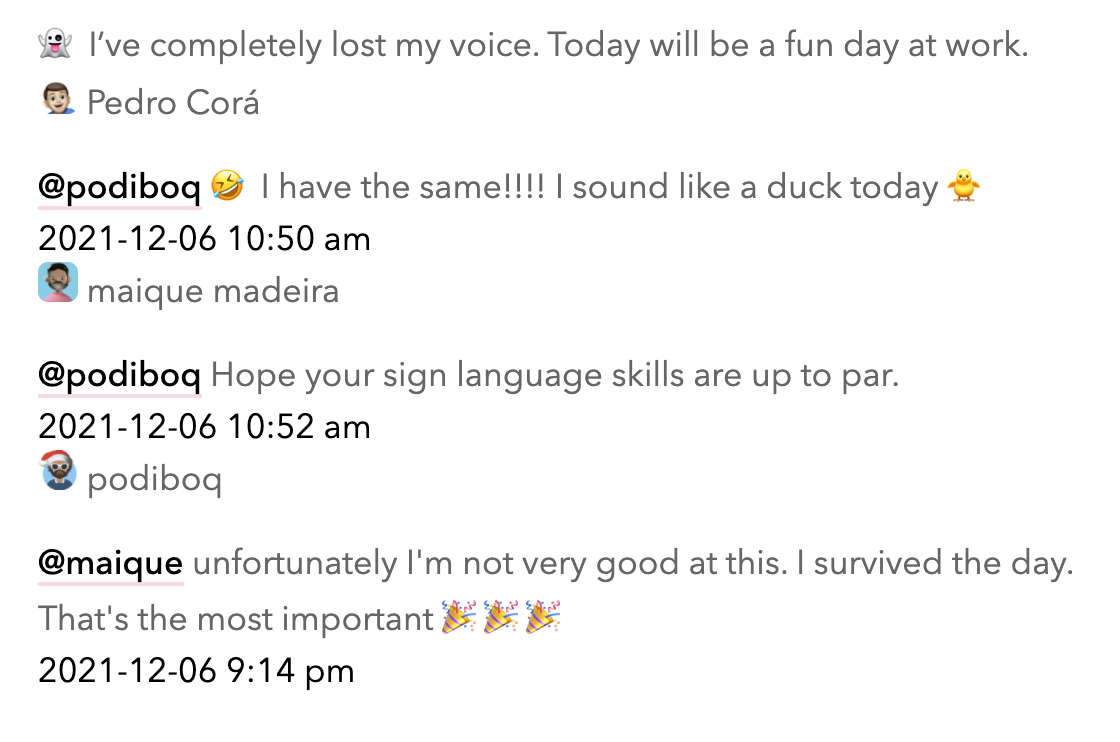 👻 I’ve completely lost my voice. Today will be a fun day at work.
Pedro Corá
@podiboq 🤣 I have the same!!!! I sound like a duck today 🐥
2021-12-06 10:50 am
maique madeira
@podiboq Hope your sign language skills are up to par.
2021-12-06 10:52 am
podiboq
@maique unfortunately I'm not very good at this. I survived the day.
That's the most important 🎉🎉🎉
2021-12-06 9:14 pm